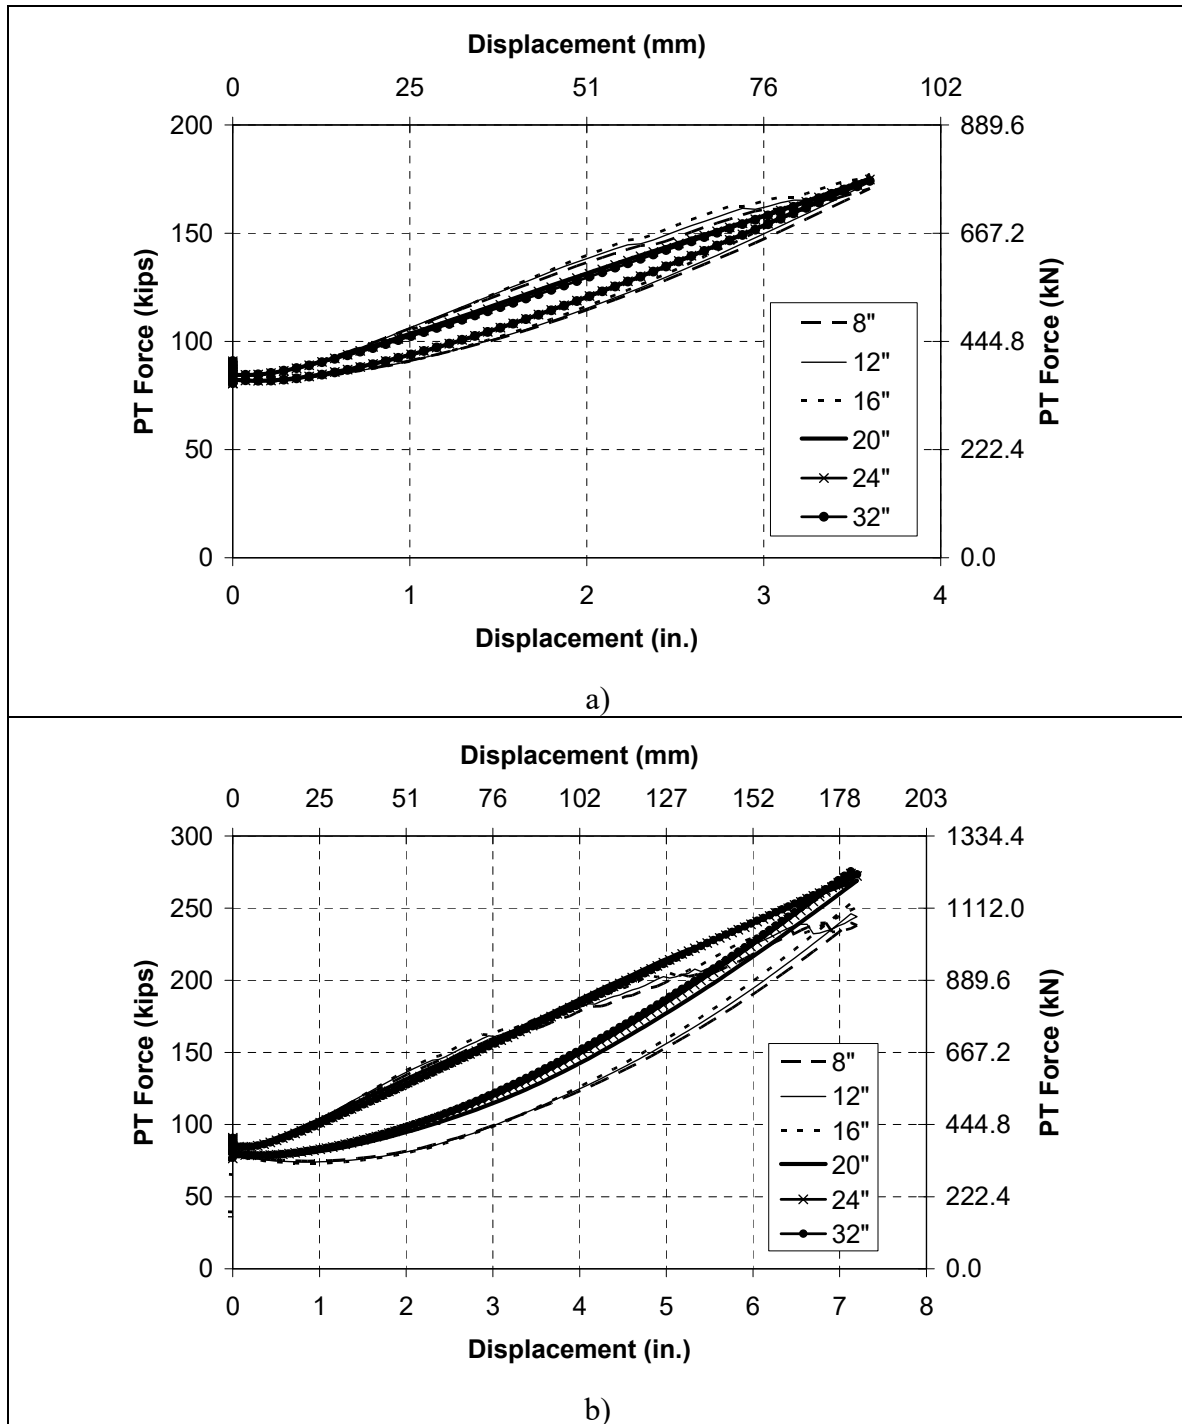 Displacement (mm)
0 25 51 76 102
200 889.6
150 667.2
100 444.8
50 222.4
0 0.0
PT Force (kips)
PT Force (kN)
8"
12"
16"
20"
24"
32"
0 1 2 3 4
Displacement (in.)
a)
Displacement (mm)
0 25 51 76 102 127 152 178 203
300 1334.4
250 1112.0
200 889.6
150 667.2
100 444.8
50 222.4
0 0.0
PT Force (kips)
PT Force (kN)
8"
12"
16"
20"
24"
32"
0 1 2 3 4 5 6 7 8
Displacement (in.)
b)